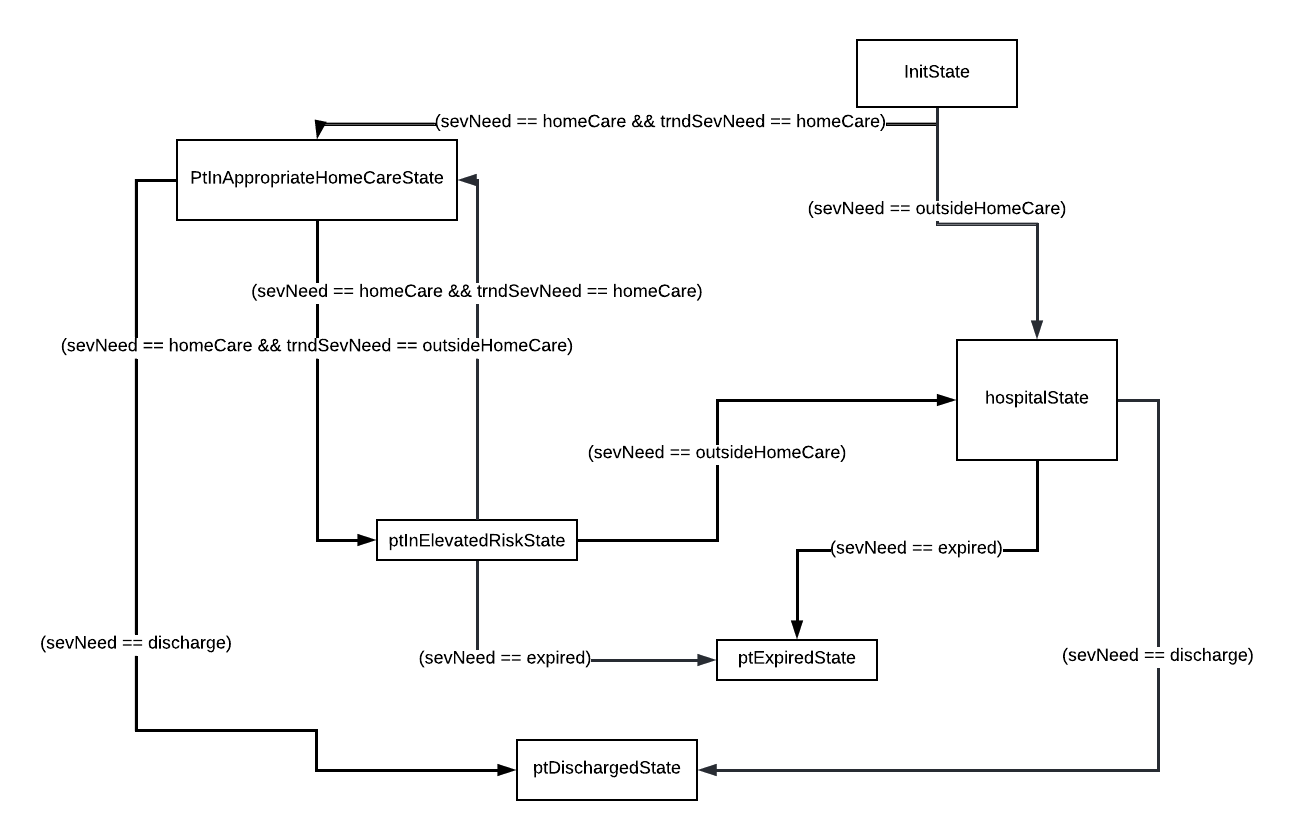 InitState
(sevNeed == homeCare && trndSevNeed == homeCare)
PtInAppropriateHomeCareState
(sevNeed == outsideHomeCare)
(sevNeed == homeCare && trndSevNeed == homeCare)
(sevNeed == homeCare && trndSevNeed == outsideHomeCare)
hospitalState
(sevNeed == outsideHomeCare)
ptInElevatedRiskState
(sevNeed == expired)
(sevNeed == discharge)
(sevNeed == expired)
ptExpiredState
(sevNeed == discharge)
ptDischargedState